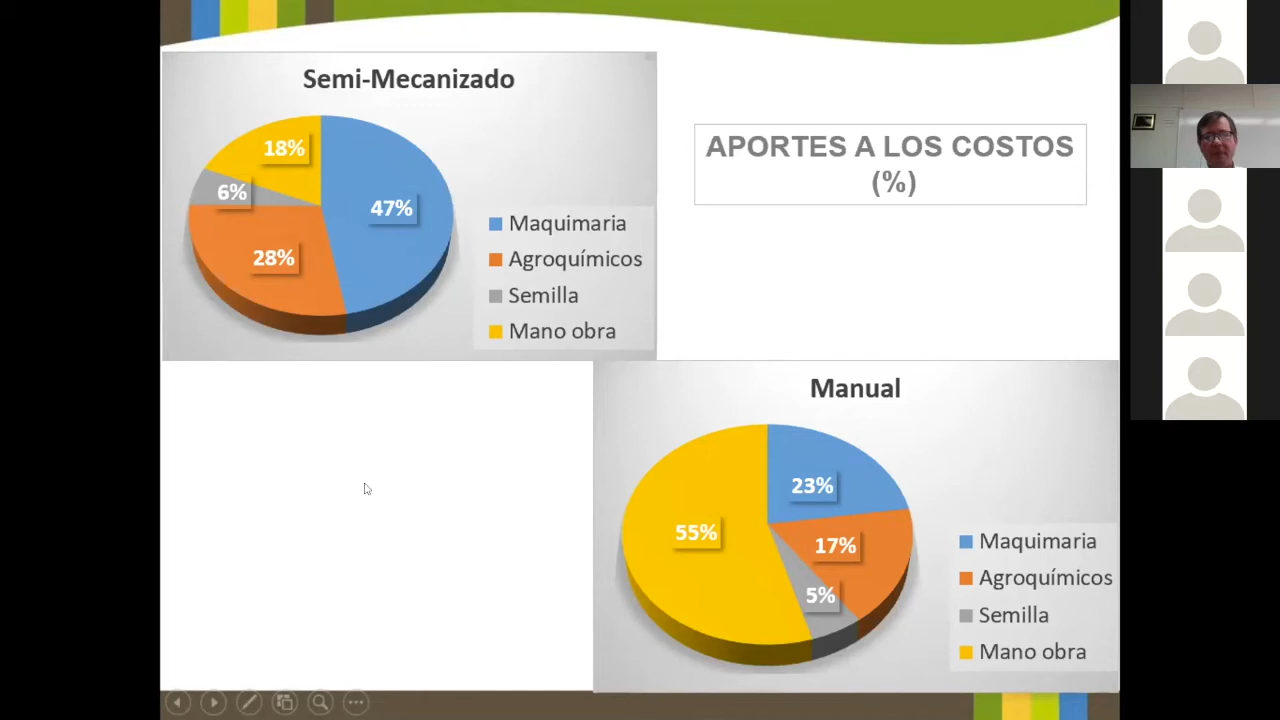 Semi-Mecanizado
18%
6%
47%
28%
Maquimaria
Agroquímicos
Semilla
Mano obra
APORTES A LOS COSTOS
(%)
Manual
23%
55%
17%
5%
Maquimaria
Agroquímicos
Semilla
Mano obra